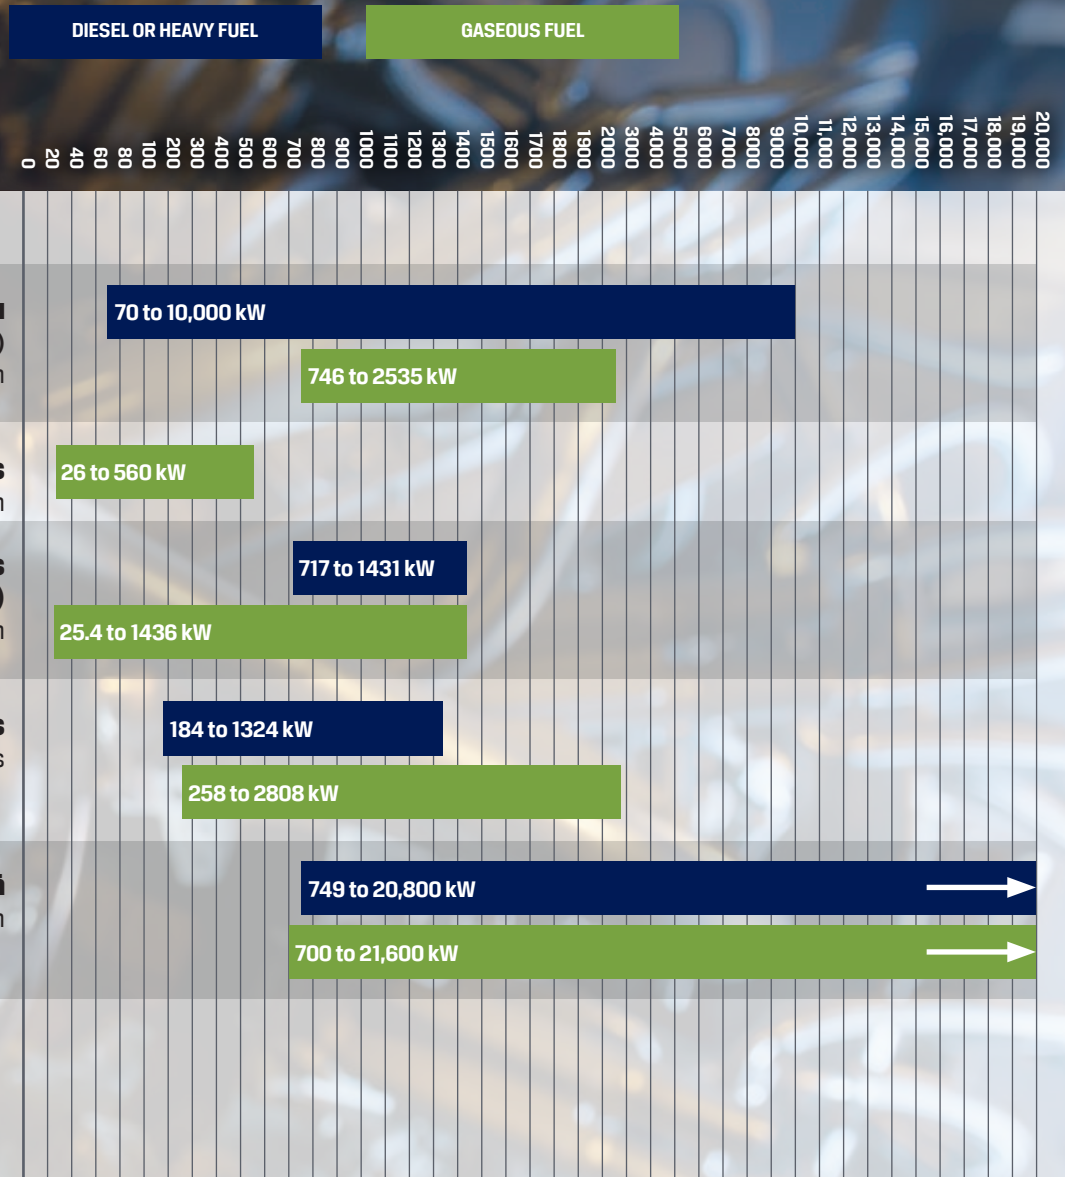 DIESEL OR HEAVY FUEL
GASEOUS FUEL
0 20 40 60 80 100 200 300 400 500 600 700 800 900 1000 1100 1200 1300 1400 1500 1600 1700 1800 1900 2000 3000 4000 5000 6000 7000 8000 9000 10,000 11,000 12,000 13,000 14,000 15,000 16,000 17,000 18,000 19,000 20,000
70 to 10,000 kW
)
746 to 2535 kW
26 to 560 kW
s
717 to 1431 kW
s
)
25.4 to 1436 kW
184 to 1324 kW
s
s
258 to 2808 kW
749 to 20,800 kW
700 to 21,600 kW